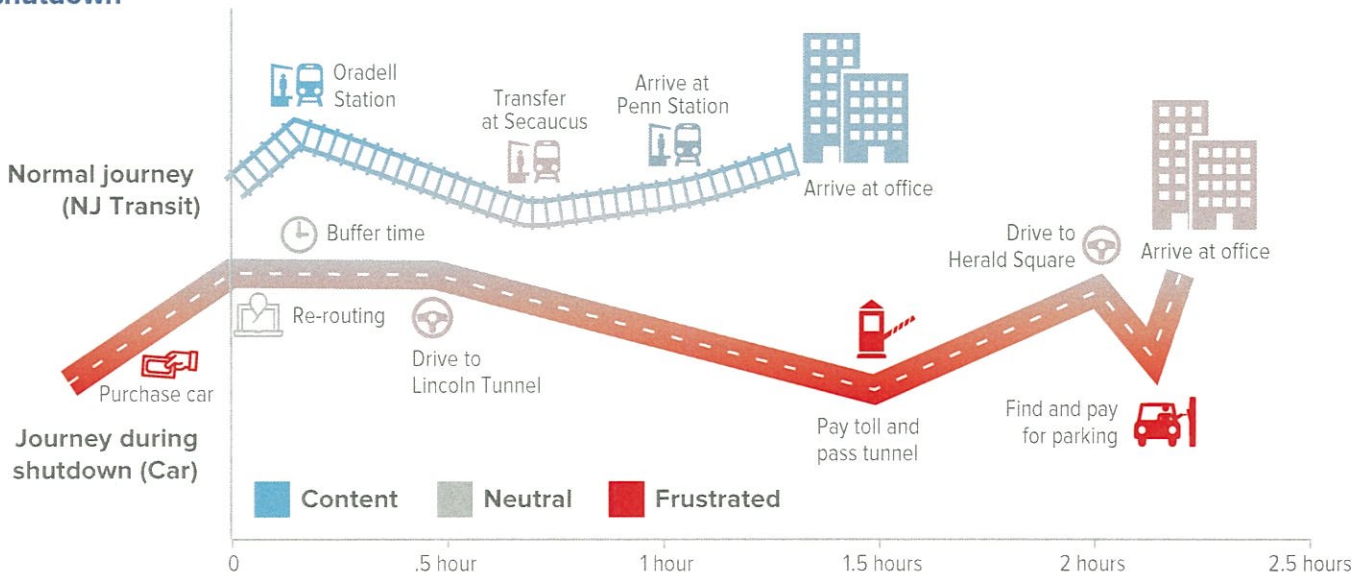 shutdown
Oradell
Station
Transfer
at Secaucus
Arrive at
Penn Station
Arrive at office
Normal journey
(NJ Transit)
Buffer time
Re-routing
Drive to
Lincoln Tunnel
Drive to
Herald Square
Arrive at office
Purchase car
Pay toll and
pass tunnel
Find and pay
for parking
Journey during
shutdown (Car)
Content
Neutral
Frustrated
0
.5 hour
1 hour
1.5 hours
2 hours
2.5 hours